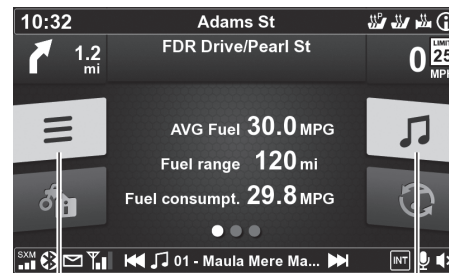 10:32 Adams St
1.2 mi
FDR Drive/Pearl St
0 MPH
LIMIT 25
AVG Fuel 30.0 MPG
Fuel range 120 mi
Fuel consumpt. 29.8 MPG
SXM 01 - Maula Mere Ma... INT